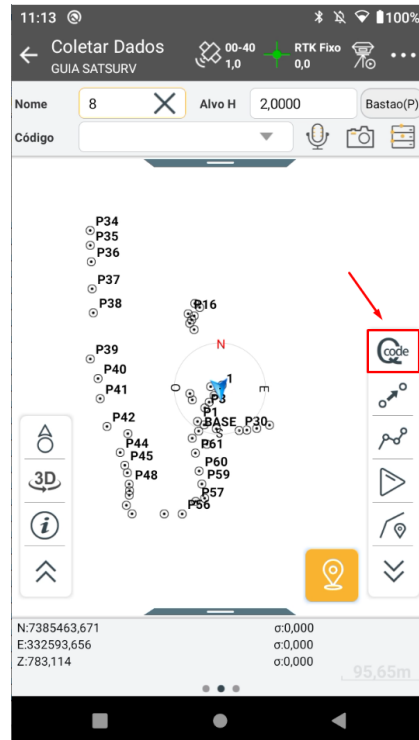 11:13 100%
Coletar Dados 00-40 RTK Fixo
GUIA SATSURV 1,0 0,0
Nome 8 Alvo H 2,0000 Bastao(P)
Código
P34
P35
P36
P37
P38 P16
N
P39
code
P40 1
O E
P41 P3
P1
P42 BASE P30
S
P44 P61
P45
P60
3D P48 P59
P57
i P56
N:7385463,671 σ:0,000
E:332593,656 σ:0,000
Z:783,114 σ:0,000
95,65m